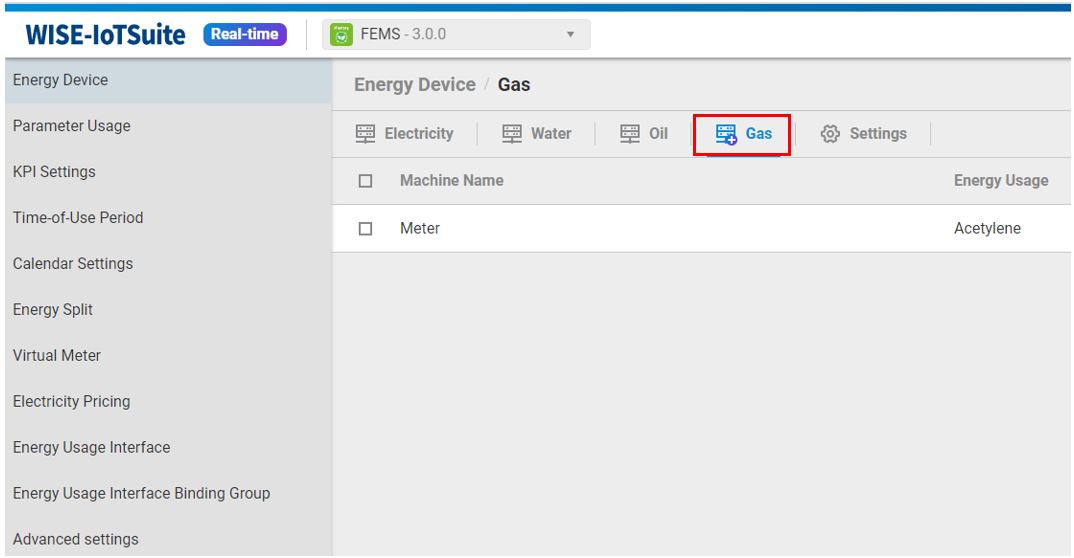 WISE-IoTSuite Real-time FEMS - 3.0.0
Energy Device
Parameter Usage
KPI Settings
Time-of-Use Period
Calendar Settings
Energy Split
Virtual Meter
Electricity Pricing
Energy Usage Interface
Energy Usage Interface Binding Group
Advanced settings
Energy Device / Gas
Electricity Water Oil Gas Settings
Machine Name Energy Usage
Meter Acetylene